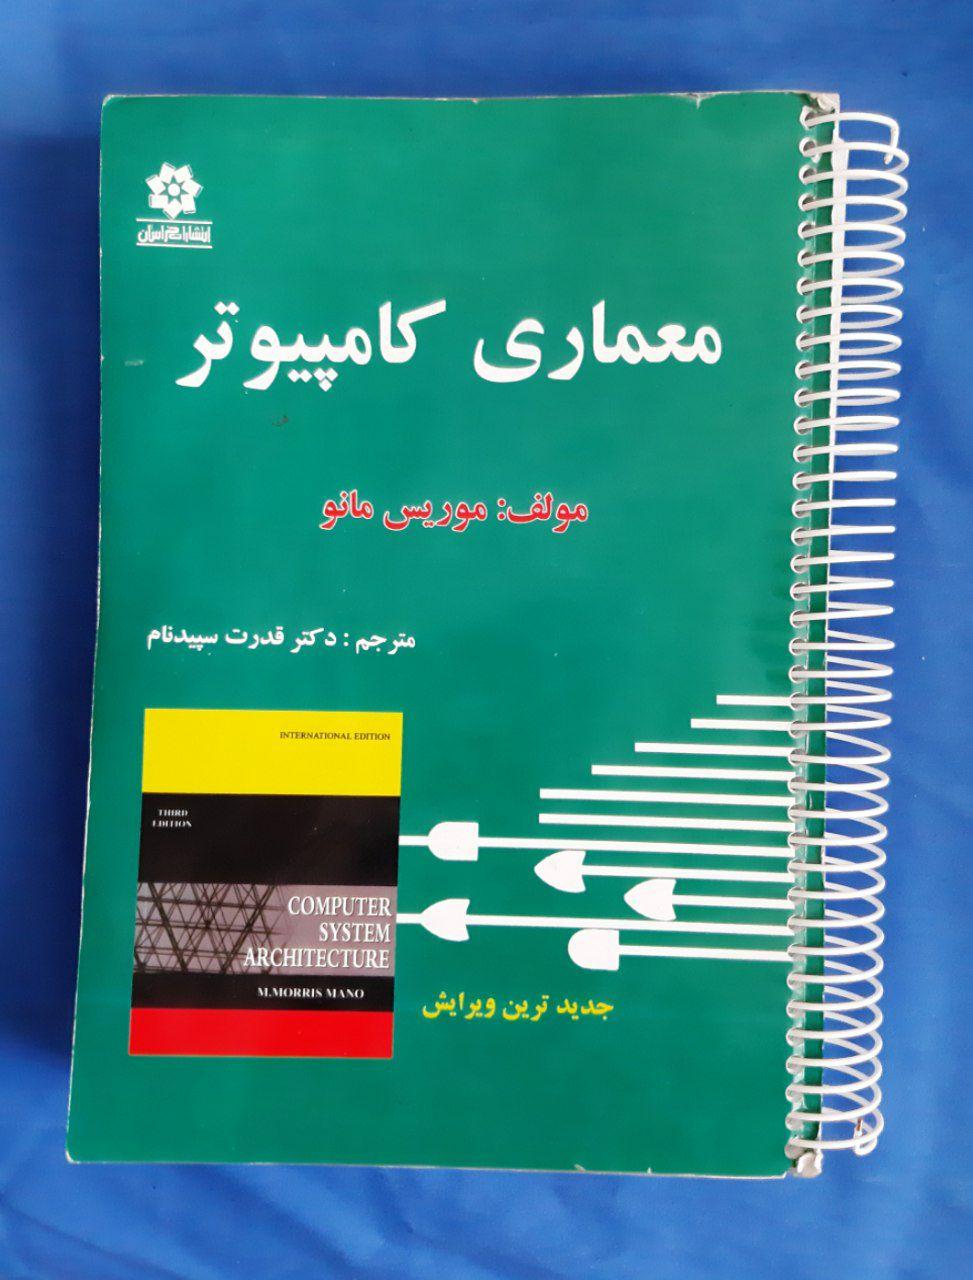 انتشارات خراسان
معماری کامپیوتر
مولف: موریس مانو
مترجم : دکتر قدرت سپیدنام
INTERNATIONAL EDITION
THIRD
EDITION
COMPUTER
SYSTEM
ARCHITECTURE
M.MORRIS MANO
جدید ترین ویرایش